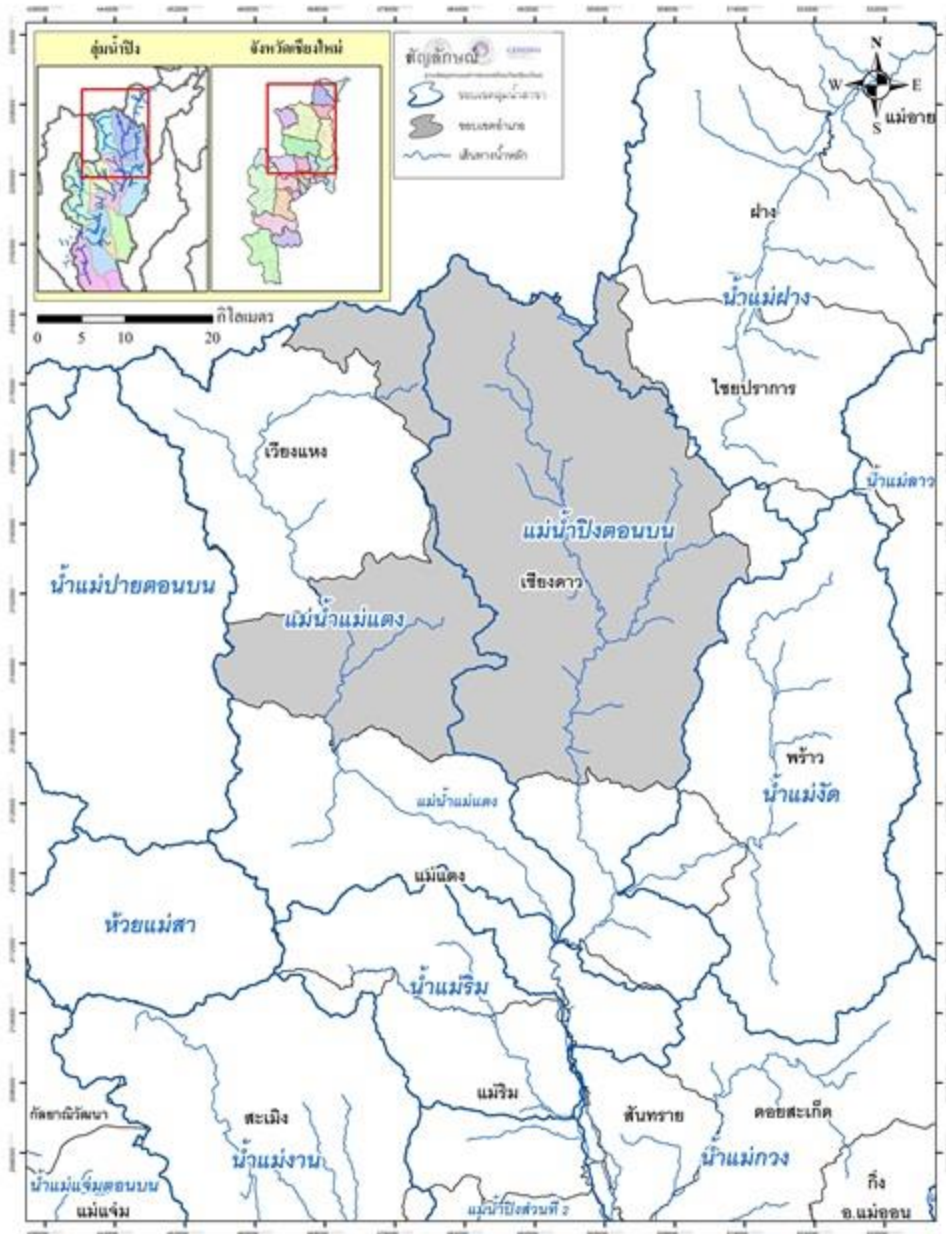 ลุ่มน้ำปิง
จังหวัดเชียงใหม่
สัญลักษณ์
ขอบเขตลุ่มน้ำสาขา
ขอบเขตอำเภอ
เส้นทางน้ำหลัก
N
W
E
S
แม่อาย
ฝาง
น้ำแม่ฝาง
กิโลเมตร
0
5
10
20
ไชยปราการ
เวียงแหง
น้ำแม่ลาว
แม่น้ำปิงตอนบน
เชียงดาว
น้ำแม่ปายตอนบน
แม่น้ำแม่แตง
พร้าว
น้ำแม่งัด
แม่น้ำแม่แตง
แม่แตง
ห้วยแม่สา
น้ำแม่ริม
แม่ริม
สะเมิง
น้ำแม่งาน
สันทราย
ดอยสะเก็ด
น้ำแม่กวง
กัลยาณิวัฒนา
น้ำแม่แจ่มตอนบน
แม่แจ่ม
แม่น้ำปิงส่วนที่ 2
กิ่ง
อ.แม่ออน